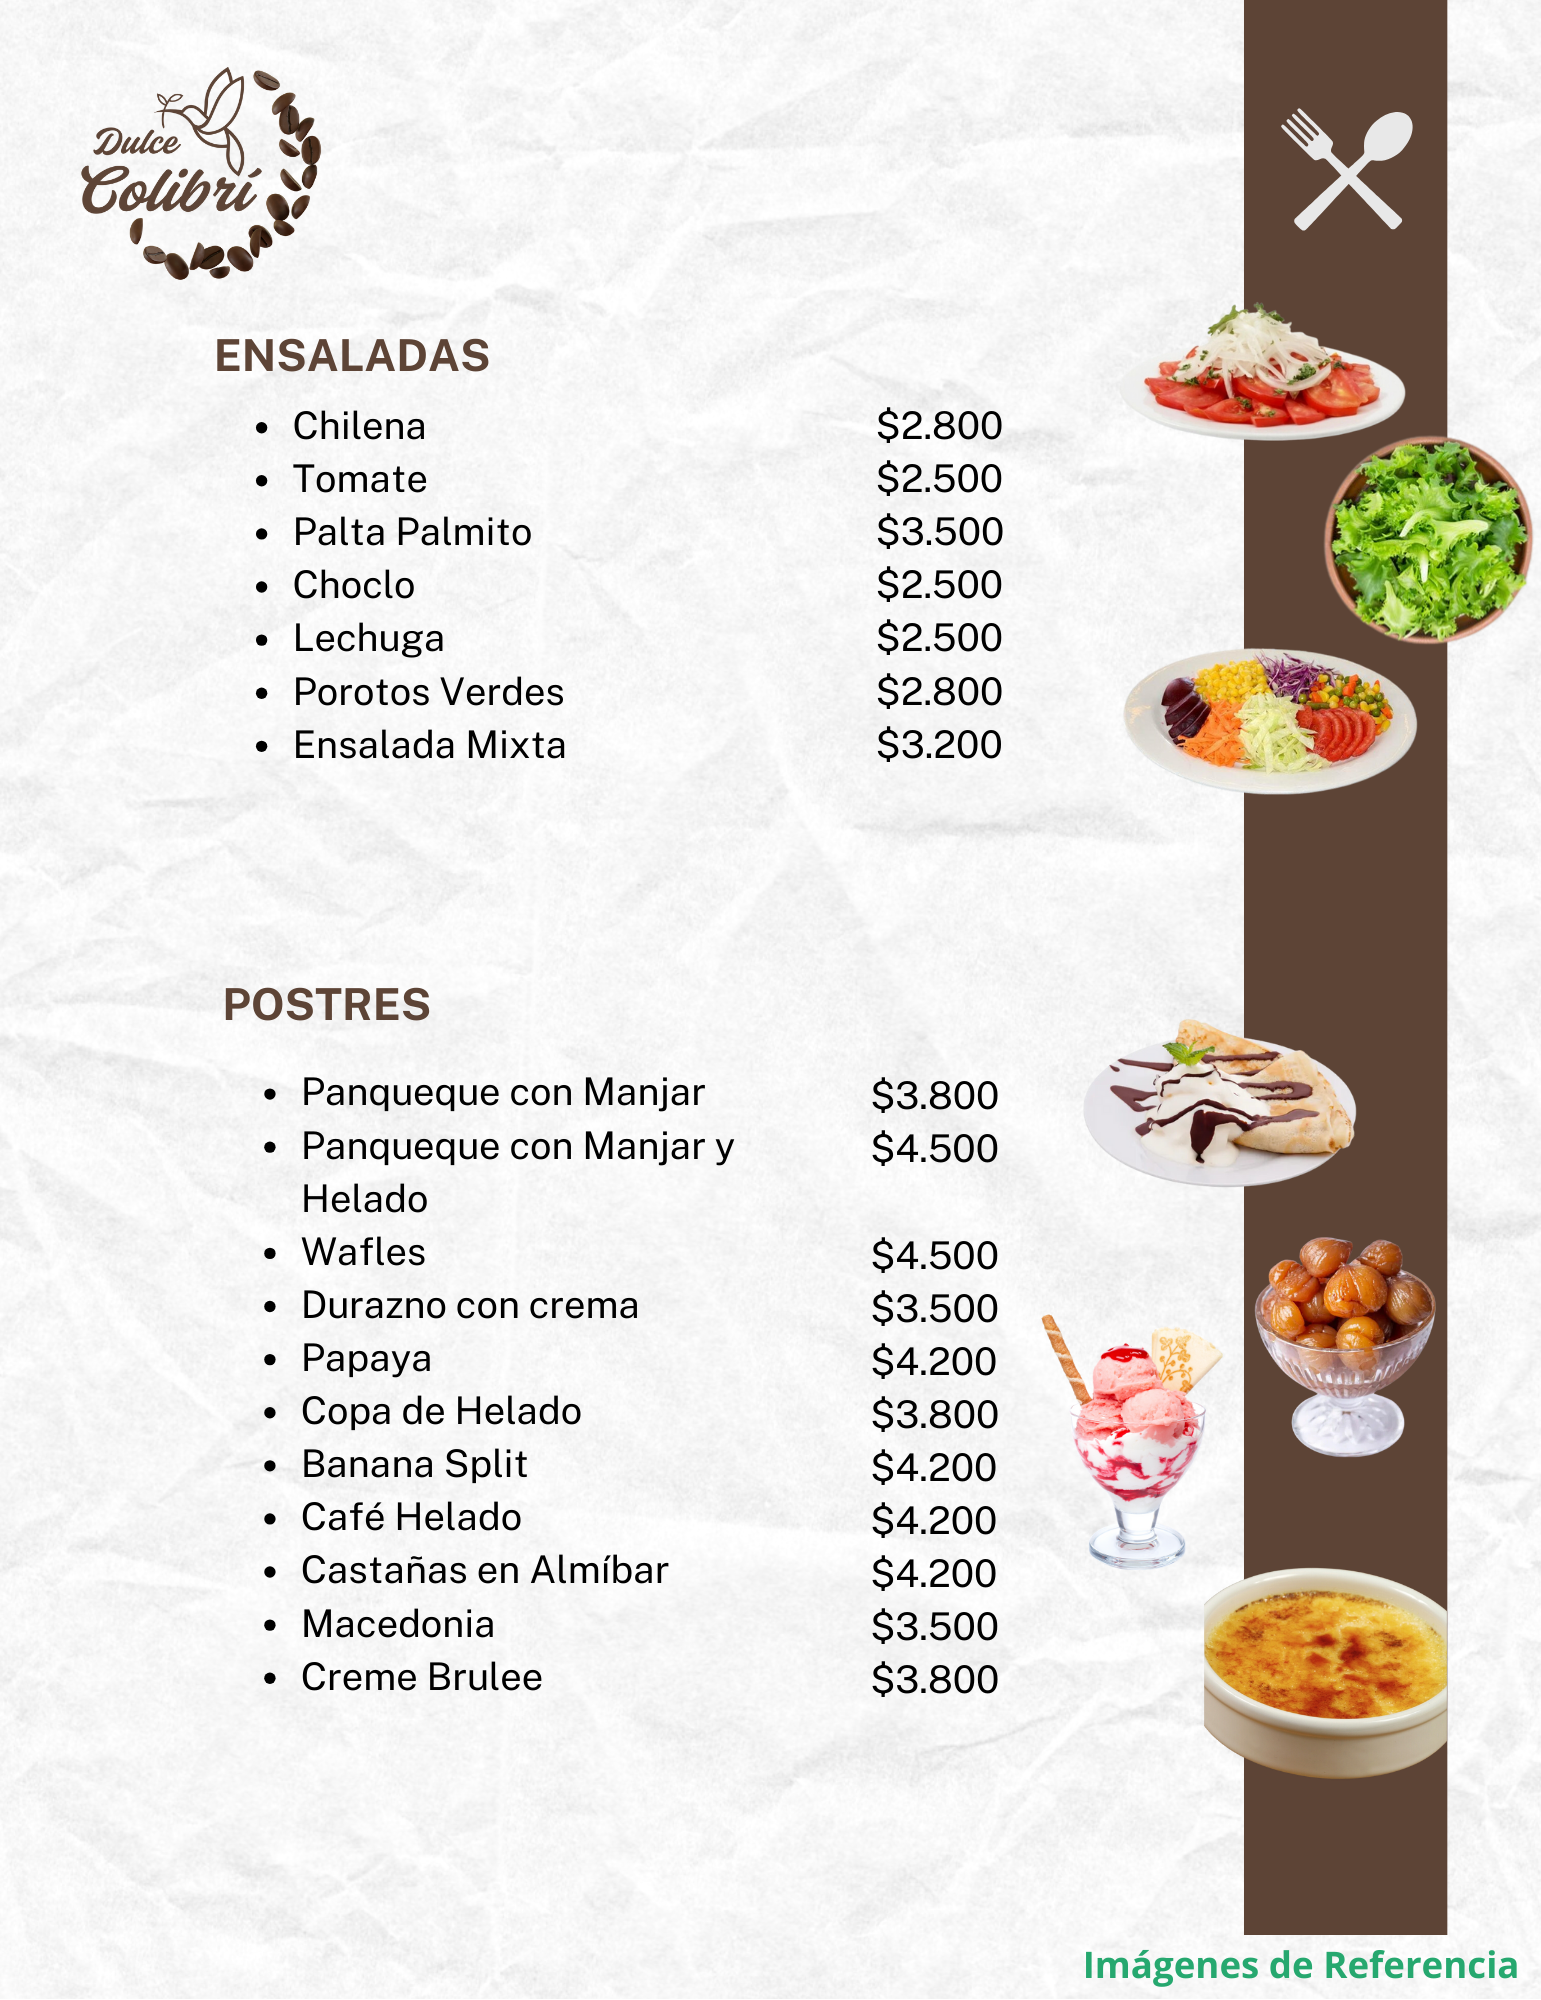 Dulce
Colibrí
ENSALADAS
• Chilena $2.800
• Tomate $2.500
• Palta Palmito $3.500
• Choclo $2.500
• Lechuga $2.500
• Porotos Verdes $2.800
• Ensalada Mixta $3.200
POSTRES
• Panqueque con Manjar $3.800
• Panqueque con Manjar y $4.500
Helado
• Wafles $4.500
• Durazno con crema $3.500
• Papaya $4.200
• Copa de Helado $3.800
• Banana Split $4.200
• Café Helado $4.200
• Castañas en Almíbar $4.200
• Macedonia $3.500
• Creme Brulee $3.800
Imágenes de Referencia